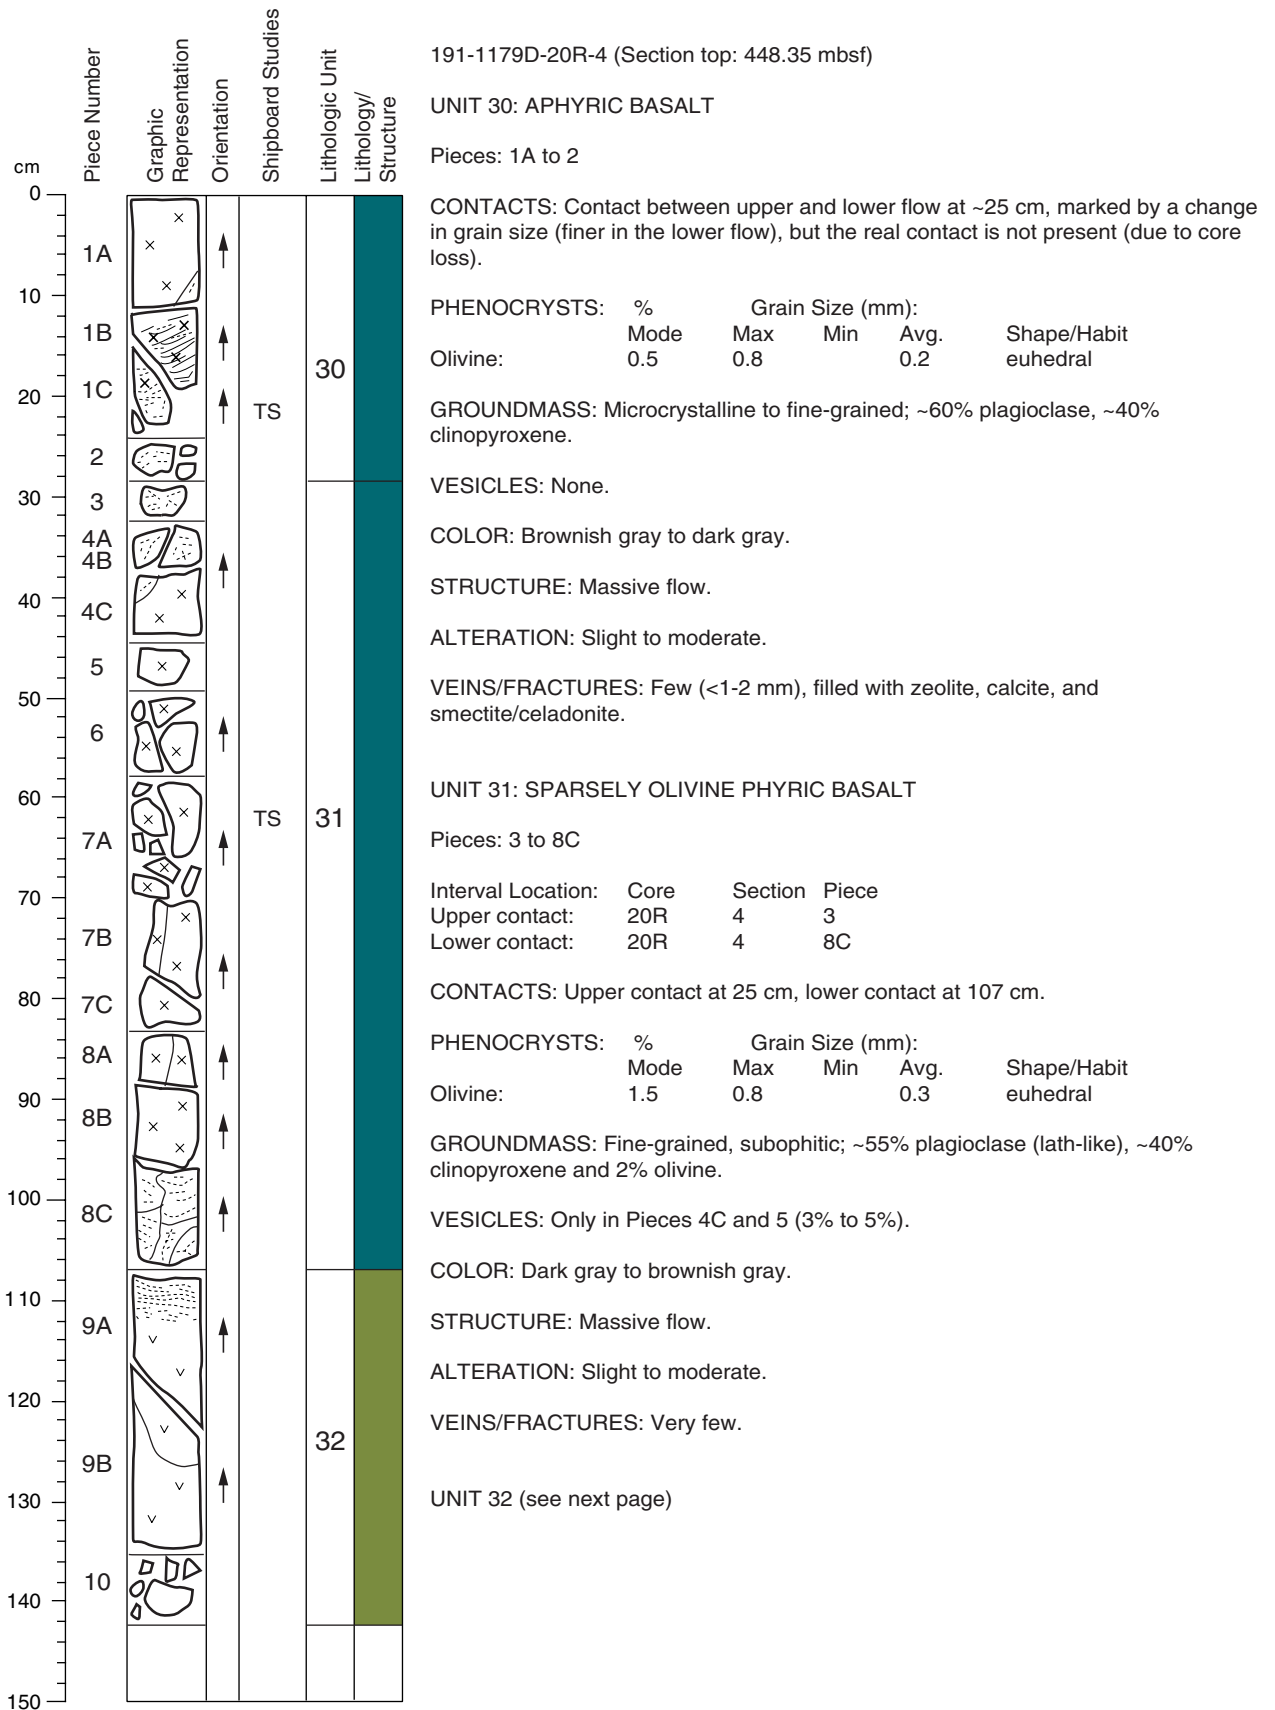 Piece Number
Graphic
Representation
Orientation
Shipboard Studies
Lithologic Unit
Lithology/
Structure
cm
0
10
20
30
40
50
60
70
80
90
100
110
120
130
140
150
1A
1B
1C
2
3
4A
4B
4C
5
6
7A
7B
7C
8A
8B
8C
9A
9B
10
TS
TS
30
31
32
191-1179D-20R-4 (Section top: 448.35 mbsf)
UNIT 30: APHYRIC BASALT
Pieces: 1A to 2
CONTACTS: Contact between upper and lower flow at ~25 cm, marked by a change
in grain size (finer in the lower flow), but the real contact is not present (due to core
loss).
PHENOCRYSTS: % Grain Size (mm):
Mode Max Min Avg. Shape/Habit
Olivine: 0.5 0.8 0.2 euhedral
GROUNDMASS: Microcrystalline to fine-grained; ~60% plagioclase, ~40%
clinopyroxene.
VESICLES: None.
COLOR: Brownish gray to dark gray.
STRUCTURE: Massive flow.
ALTERATION: Slight to moderate.
VEINS/FRACTURES: Few (<1-2 mm), filled with zeolite, calcite, and
smectite/celadonite.
UNIT 31: SPARSELY OLIVINE PHYRIC BASALT
Pieces: 3 to 8C
Interval Location: Core Section Piece
Upper contact: 20R 4 3
Lower contact: 20R 4 8C
CONTACTS: Upper contact at 25 cm, lower contact at 107 cm.
PHENOCRYSTS: % Grain Size (mm):
Mode Max Min Avg. Shape/Habit
Olivine: 1.5 0.8 0.3 euhedral
GROUNDMASS: Fine-grained, subophitic; ~55% plagioclase (lath-like), ~40%
clinopyroxene and 2% olivine.
VESICLES: Only in Pieces 4C and 5 (3% to 5%).
COLOR: Dark gray to brownish gray.
STRUCTURE: Massive flow.
ALTERATION: Slight to moderate.
VEINS/FRACTURES: Very few.
UNIT 32 (see next page)